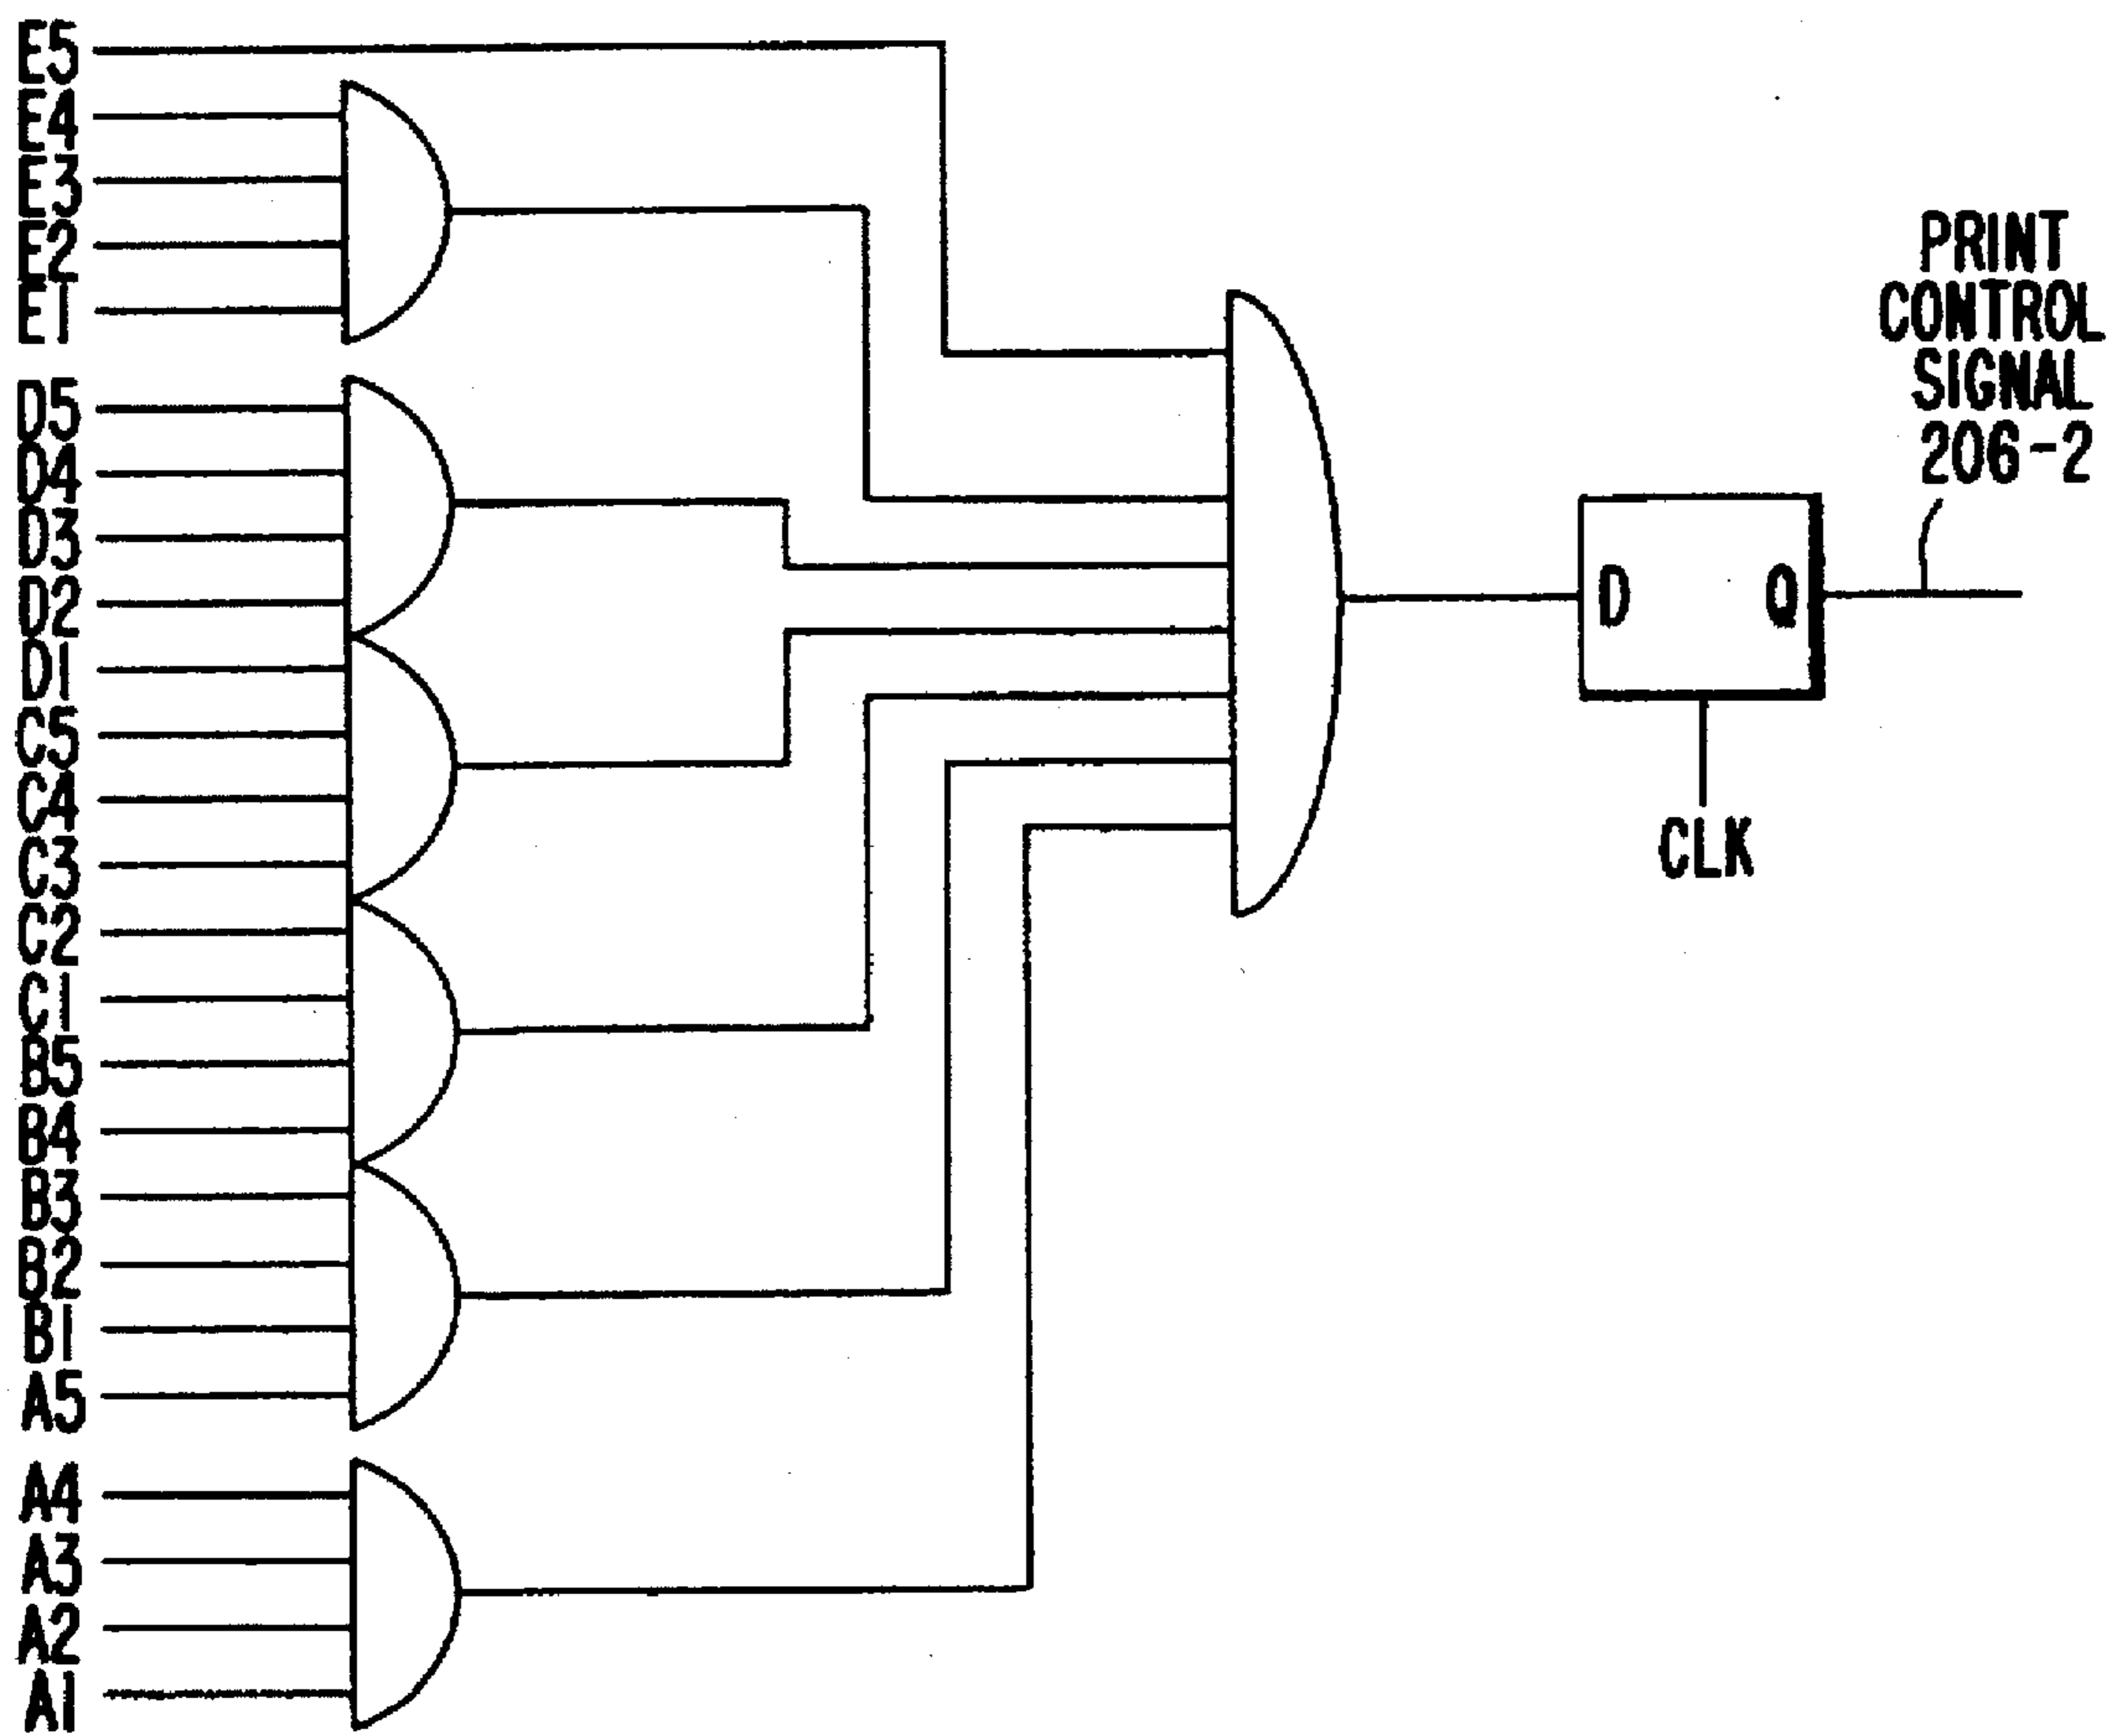 E5
E4
E3
E2
E1
D5
D4
D3
D2
D1
C5
C4
C3
C2
C1
B5
B4
B3
B2
B1
A5
A4
A3
A2
A1
D Q
CLK
PRINT
CONTROL
SIGNAL
206-2